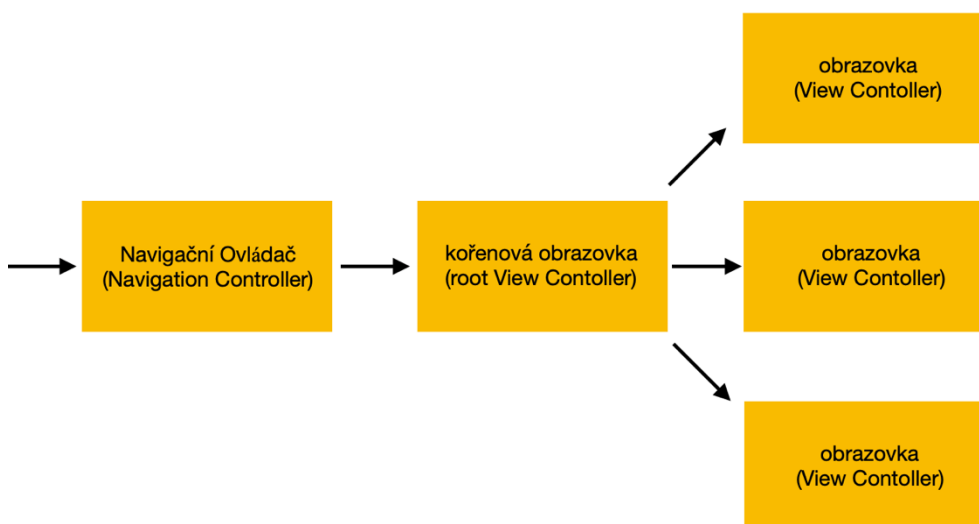 obrazovka
(View Contoller)
Navigační Ovládač
(Navigation Controller)
kořenová obrazovka
(root View Contoller)
obrazovka
(View Contoller)
obrazovka
(View Contoller)